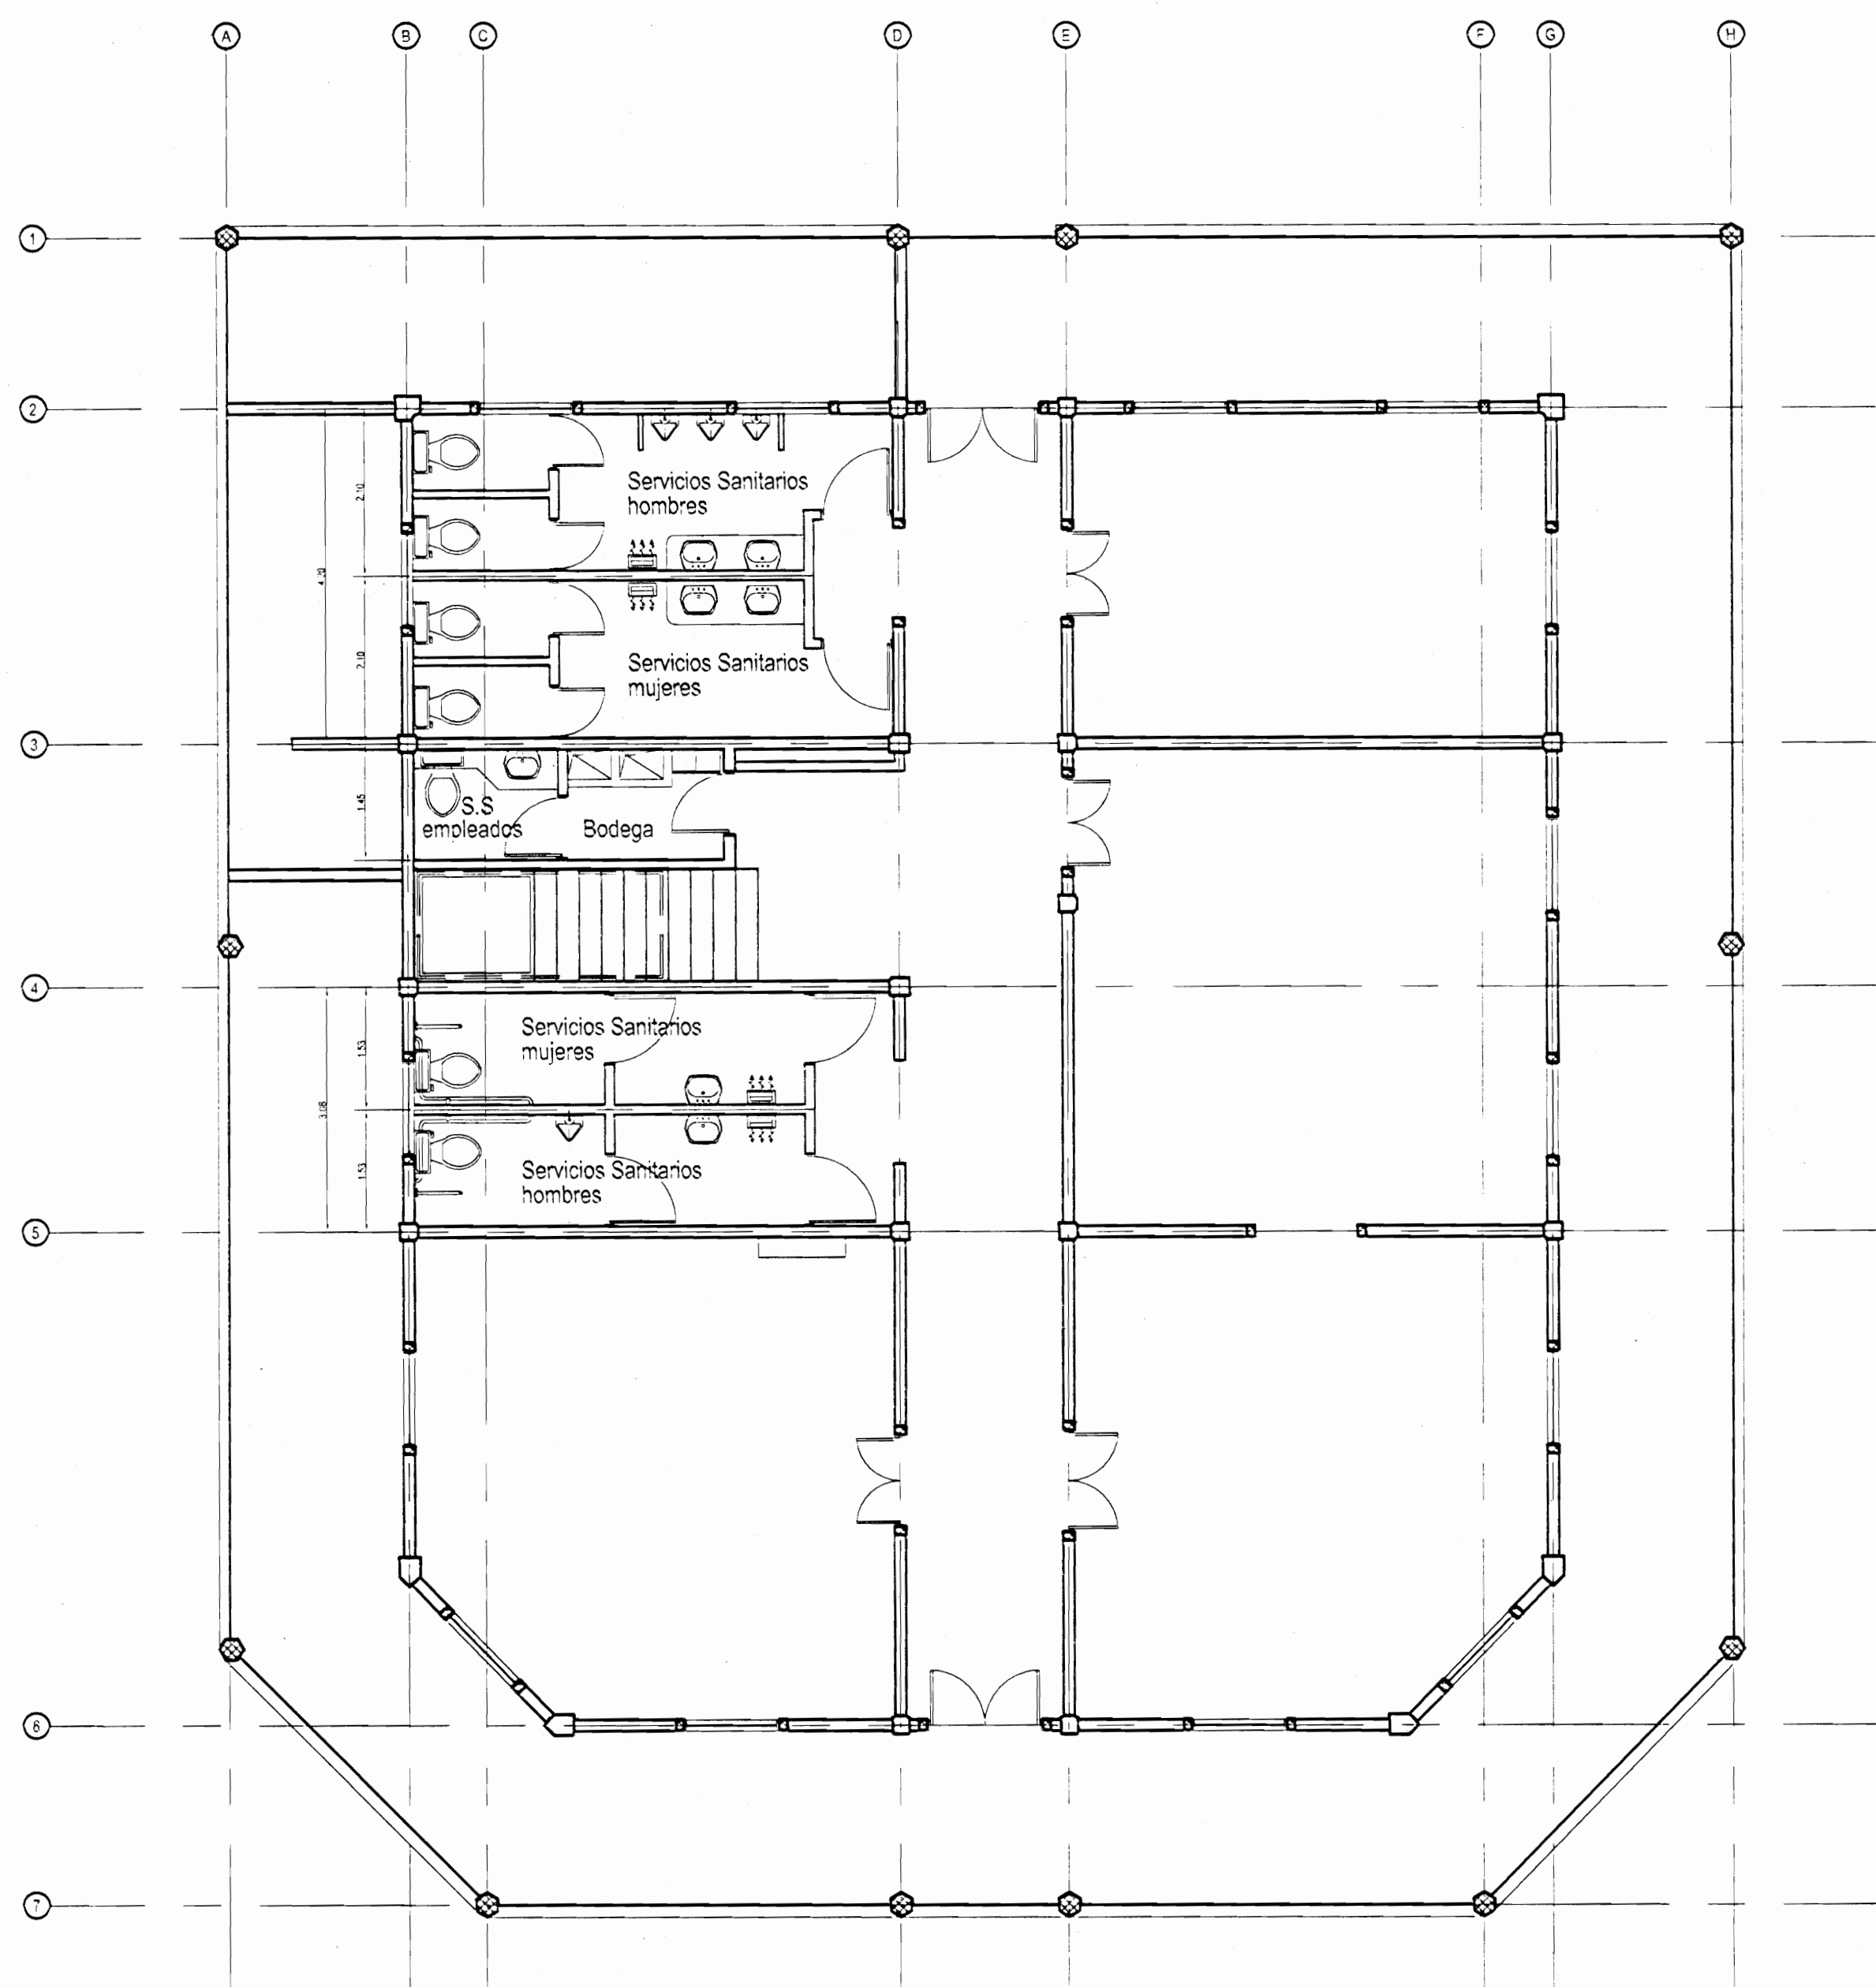 A B C D E F G H
1
2
2.10
Servicios Sanitarios
hombres
4.20
2.10
Servicios Sanitarios
mujeres
3
1.45
S.S
empleados
Bodega
4
Servicios Sanitarios
mujeres
1.53
3.06
1.53
Servicios Sanitarios
hombres
5
6
7